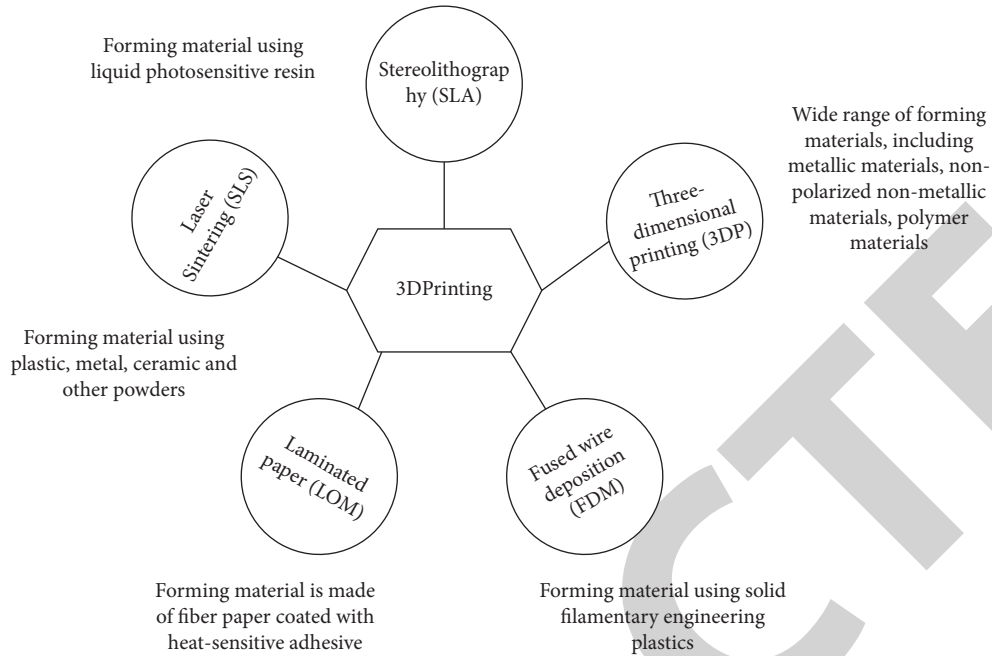 Forming material using
liquid photosensitive resin
Stereolithograp
hy (SLA)
Wide range of forming
materials, including
metallic materials, non-
polarized non-metallic
materials, polymer
materials
Laser
Sintering (SLS)
Three-
dimensional
printing (3DP)
3DPrinting
Forming material using
plastic, metal, ceramic and
other powders
Laminated
paper (LOM)
Fused wire
deposition
(FDM)
Forming material is made
of fiber paper coated with
heat-sensitive adhesive
Forming material using solid
filamentary engineering
plastics
CTE